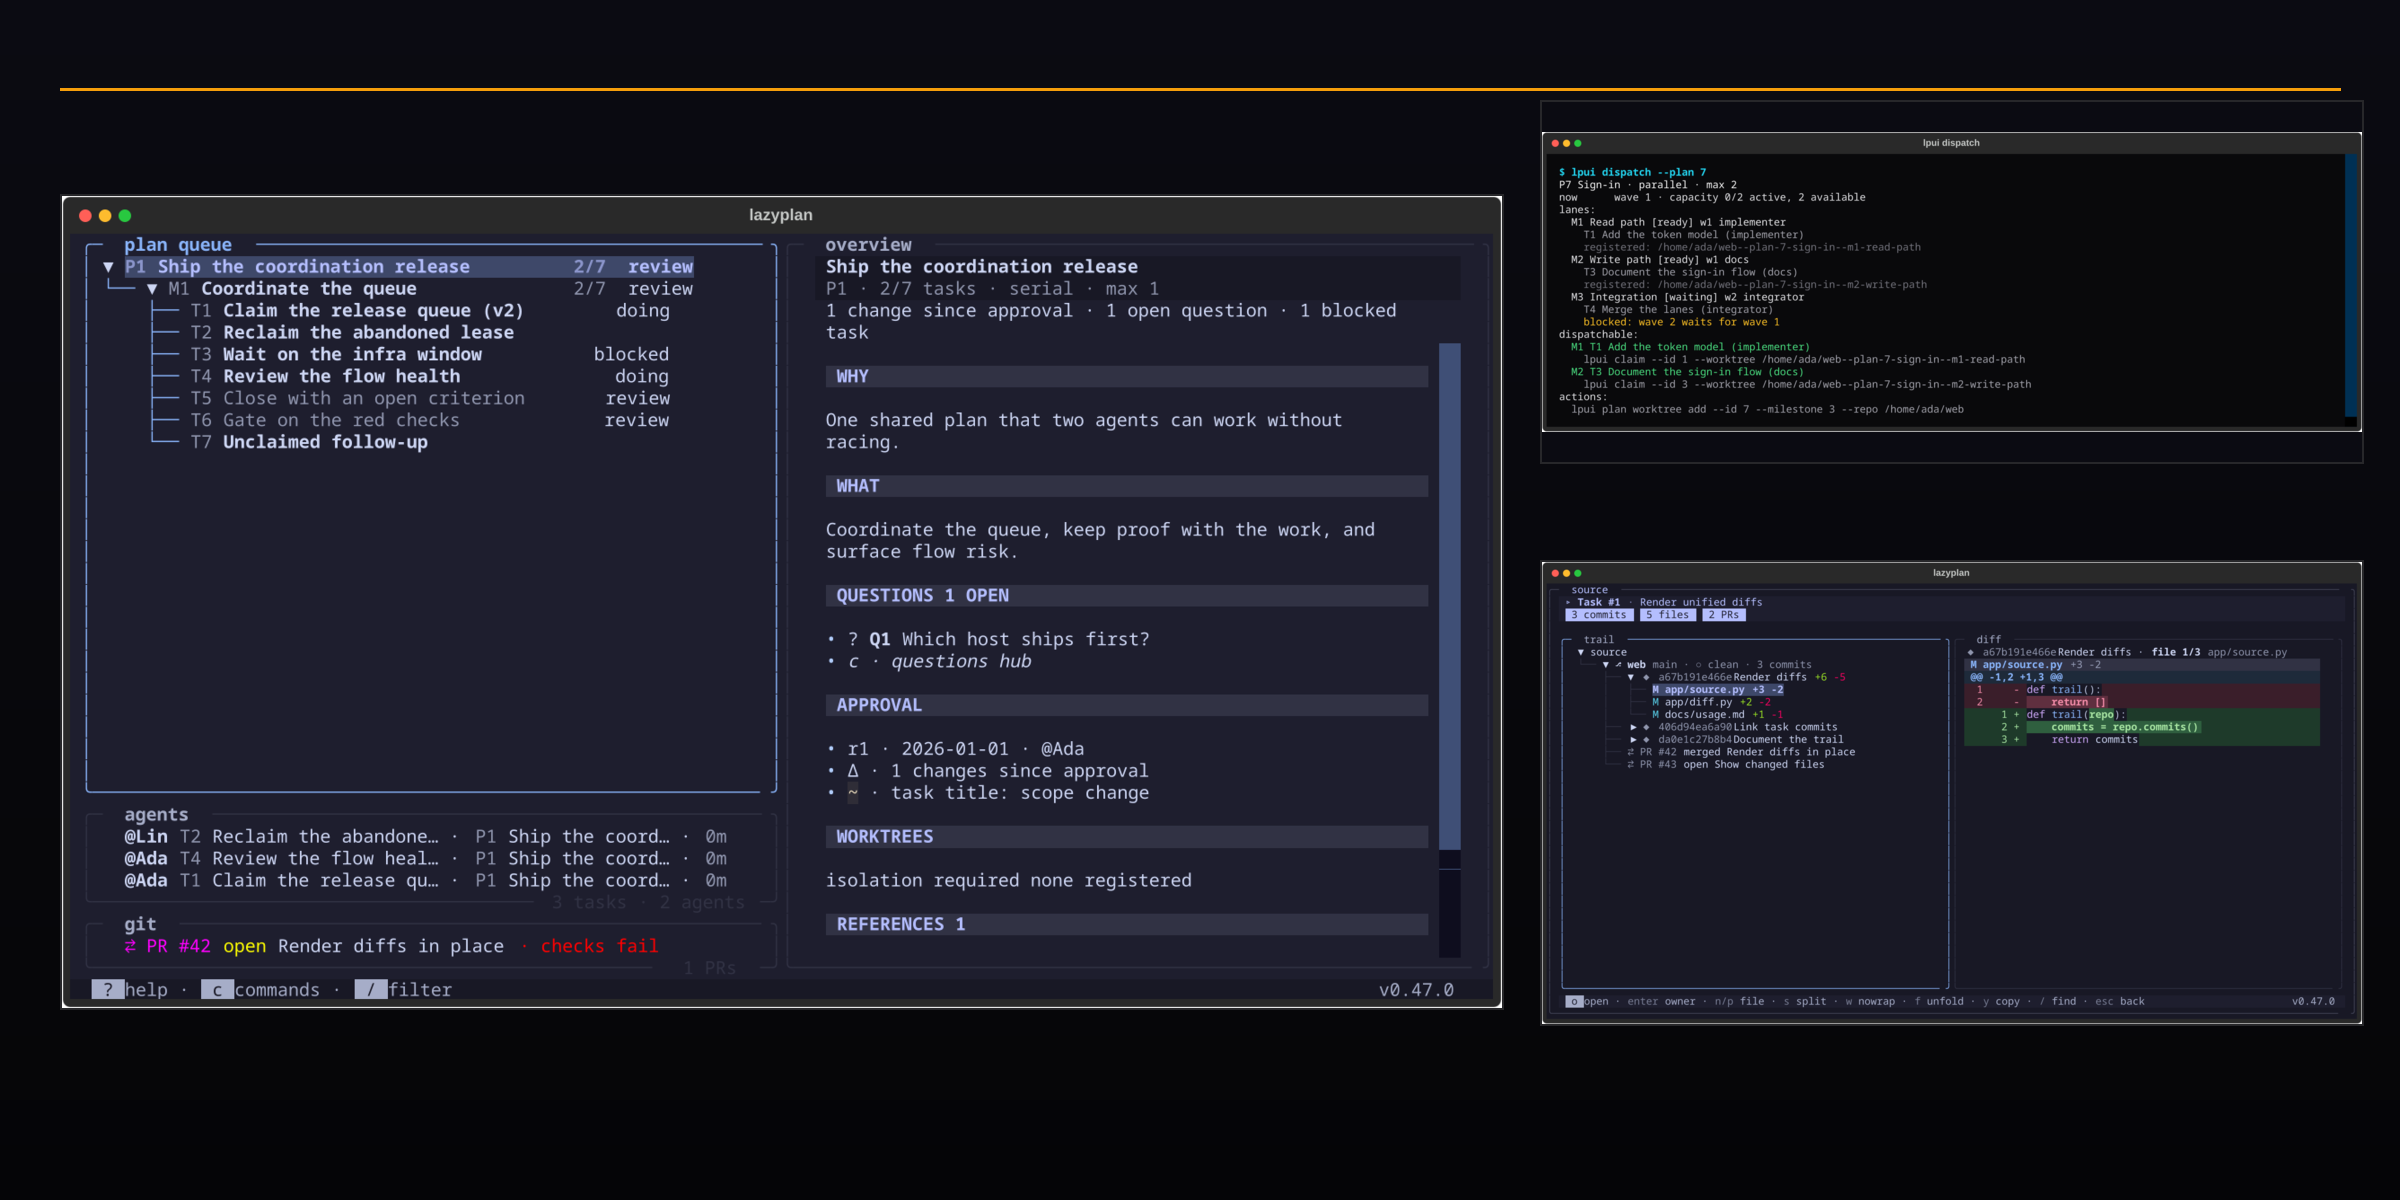 lazyplan
plan queue
▼ P1 Ship the coordination release 2/7 review
▼ M1 Coordinate the queue 2/7 review
T1 Claim the release queue (v2) doing
T2 Reclaim the abandoned lease
T3 Wait on the infra window blocked
T4 Review the flow health doing
T5 Close with an open criterion review
T6 Gate on the red checks review
T7 Unclaimed follow-up
agents
@Lin T2 Reclaim the abandone… · P1 Ship the coord… · 0m
@Ada T4 Review the flow heal… · P1 Ship the coord… · 0m
@Ada T1 Claim the release qu… · P1 Ship the coord… · 0m
3 tasks · 2 agents
git
⇄ PR #42 open Render diffs in place · checks fail
1 PRs
overview
Ship the coordination release
P1 · 2/7 tasks · serial · max 1
1 change since approval · 1 open question · 1 blocked
task
WHY
One shared plan that two agents can work without
racing.
WHAT
Coordinate the queue, keep proof with the work, and
surface flow risk.
QUESTIONS 1 OPEN
• ? Q1 Which host ships first?
• c · questions hub
APPROVAL
• r1 · 2026-01-01 · @Ada
• Δ · 1 changes since approval
• ~ · task title: scope change
WORKTREES
isolation required none registered
REFERENCES 1
? help · c commands · / filter v0.47.0
lpui dispatch
$ lpui dispatch --plan 7
P7 Sign-in · parallel · max 2
now wave 1 · capacity 0/2 active, 2 available
lanes:
M1 Read path [ready] w1 implementer
T1 Add the token model (implementer)
registered: /home/ada/web--plan-7-sign-in--m1-read-path
M2 Write path [ready] w1 docs
T3 Document the sign-in flow (docs)
registered: /home/ada/web--plan-7-sign-in--m2-write-path
M3 Integration [waiting] w2 integrator
T4 Merge the lanes (integrator)
blocked: wave 2 waits for wave 1
dispatchable:
M1 T1 Add the token model (implementer)
lpui claim --id 1 --worktree /home/ada/web--plan-7-sign-in--m1-read-path
M2 T3 Document the sign-in flow (docs)
lpui claim --id 3 --worktree /home/ada/web--plan-7-sign-in--m2-write-path
actions:
lpui plan worktree add --id 7 --milestone 3 --repo /home/ada/web
lazyplan
source
▸ Task #1 · Render unified diffs
3 commits 5 files 2 PRs
trail
▼ source
▼ web main · ○ clean · 3 commits
▼ ◆ a67b191e466eRender diffs +6 -5
M app/source.py +3 -2
M app/diff.py +2 -2
M docs/usage.md +1 -1
▶ ◆ 406d94ea6a90Link task commits
▶ ◆ da0e1c27b8b4Document the trail
⇄ PR #42 merged Render diffs in place
⇄ PR #43 open Show changed files
diff
◆ a67b191e466eRender diffs · file 1/3 app/source.py
M app/source.py +3 -2
@@ -1,2 +1,3 @@
1 - def trail():
2 - return []
1 + def trail(repo):
2 + commits = repo.commits()
3 + return commits
o open · enter owner · n/p file · s split · w nowrap · f unfold · y copy · / find · esc back v0.47.0